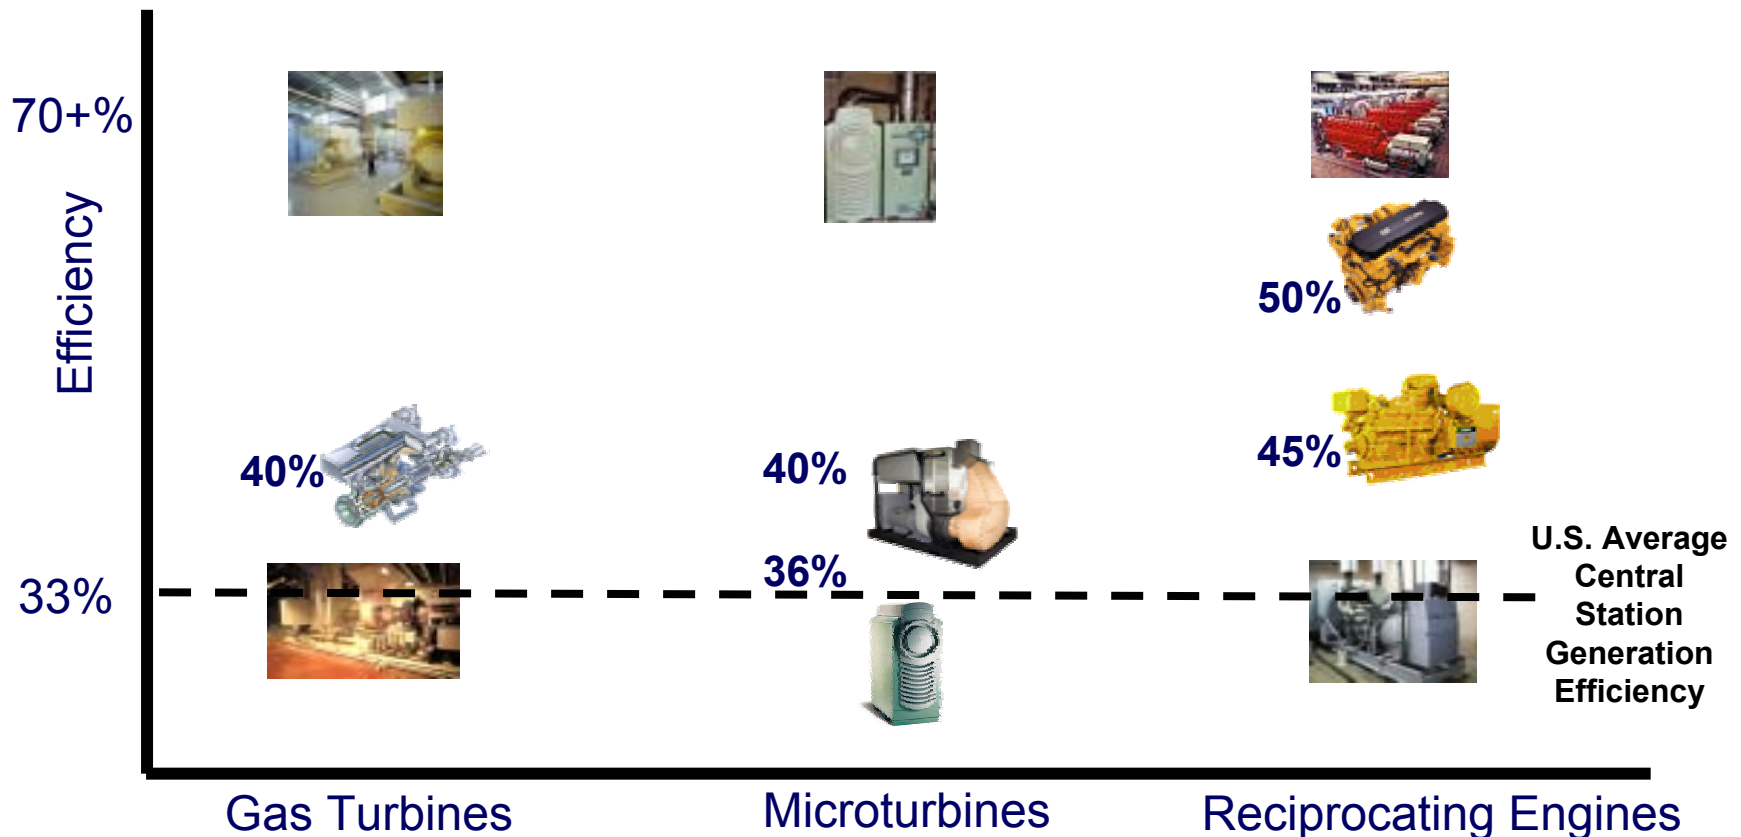 70+%
Efficiency
50%
40%
40%
45%
36%
33%
U.S. Average
Central
Station
Generation
Efficiency
Gas Turbines
Microturbines
Reciprocating Engines